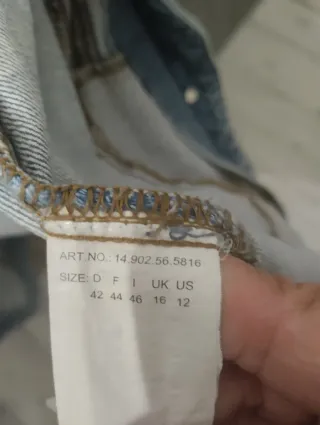 ART.NO.: 14.902.56.5816
SIZE: D F I UK US
42 44 46 16 12